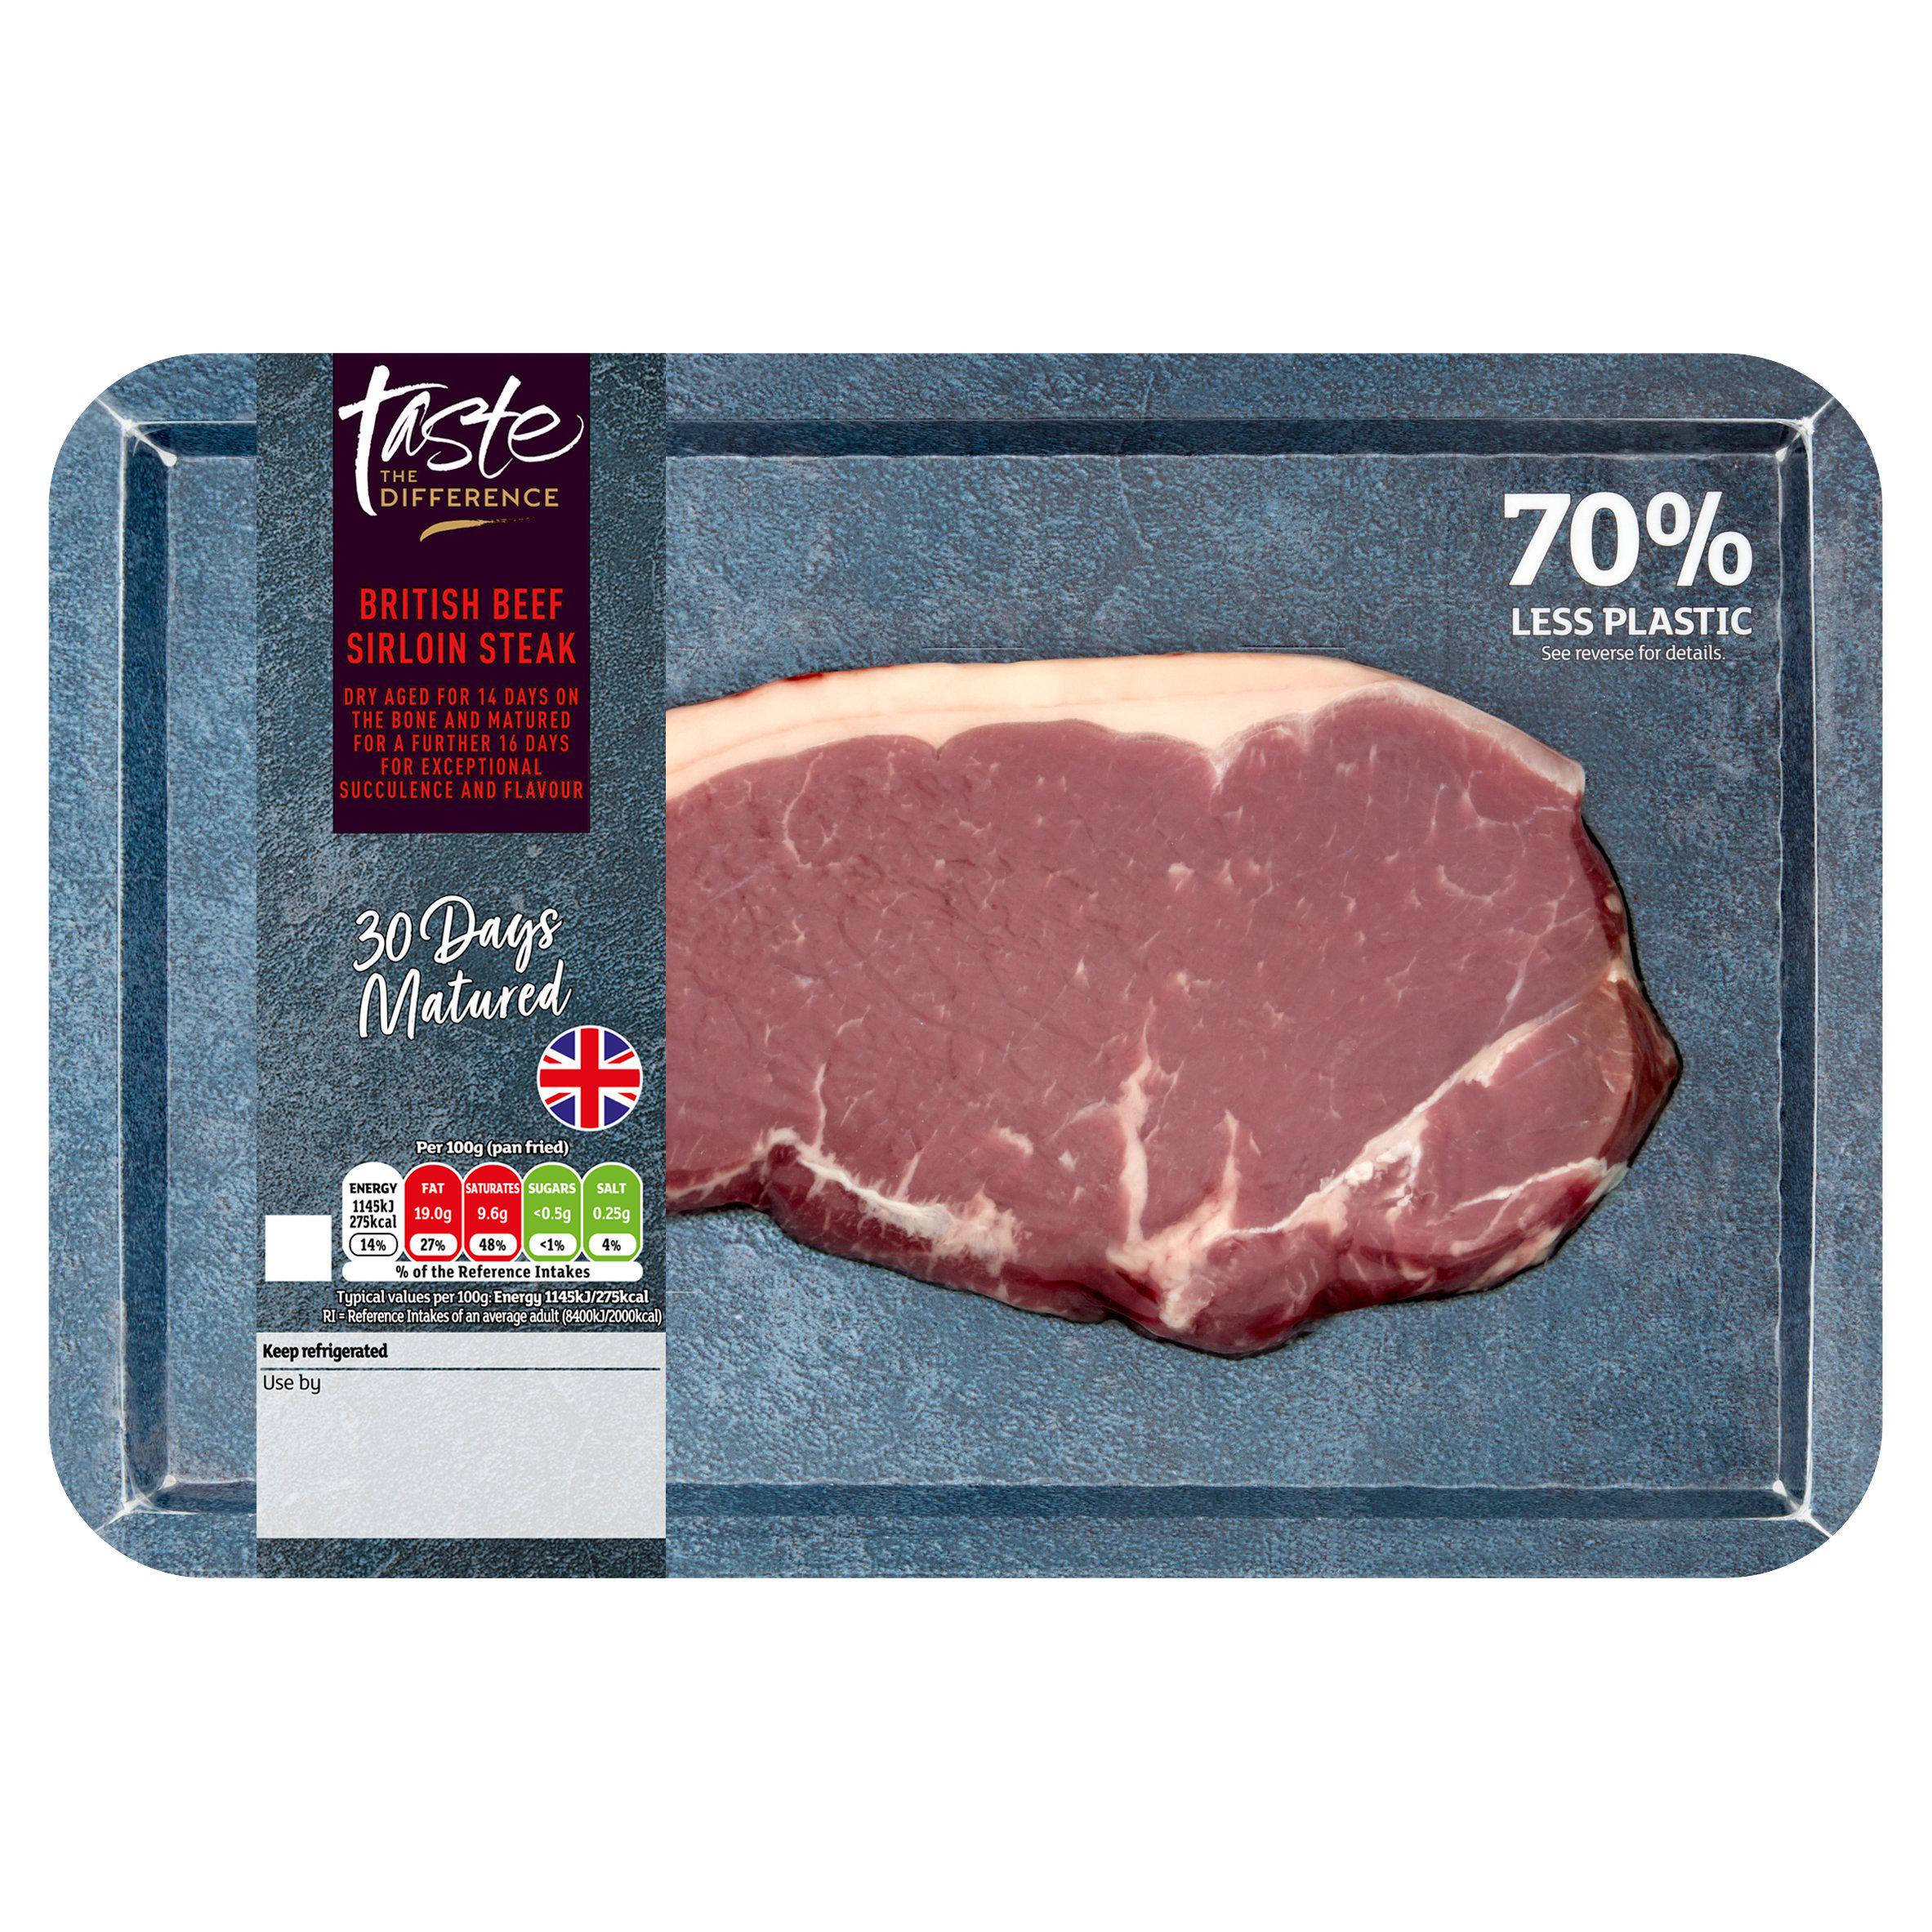 taste
THE
DIFFERENCE
BRITISH BEEF
SIRLOIN STEAK
DRY AGED FOR 14 DAYS ON
THE BONE AND MATURED
FOR A FURTHER 16 DAYS
FOR EXCEPTIONAL
SUCCULENCE AND FLAVOUR
30 Days
Matured
Per 100g (pan fried)
ENERGY FAT SATURATES SUGARS SALT
1145kJ
275kcal 19.0g 9.6g <0.5g 0.25g
14% 27% 48% <1% 4%
% of the Reference Intakes
Typical values per 100g: Energy 1145kJ/275kcal
RI = Reference Intakes of an average adult (8400kJ/2000kcal)
Keep refrigerated
Use by
70%
LESS PLASTIC
See reverse for details.